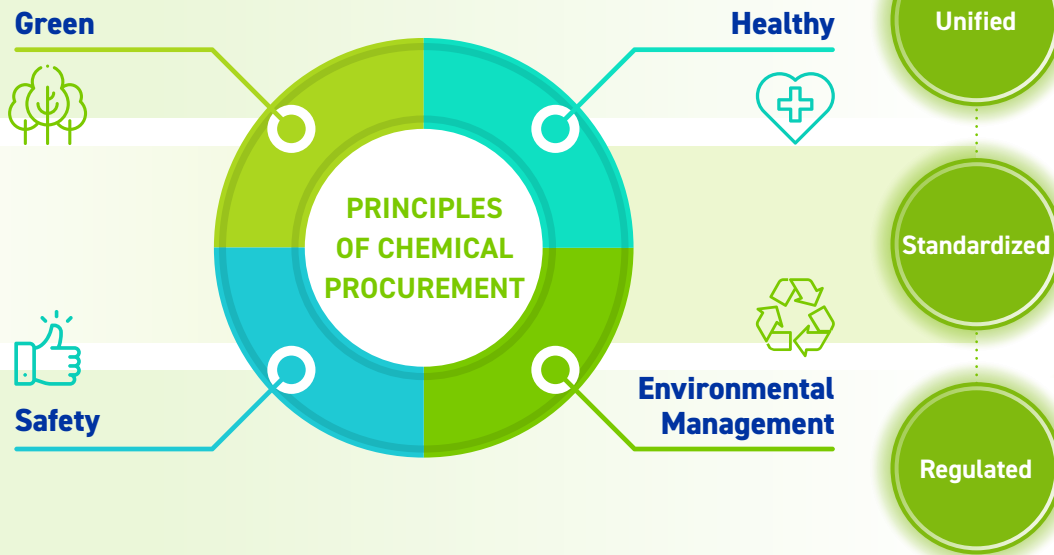 Green
Healthy
PRINCIPLES
OF CHEMICAL
PROCUREMENT
Safety
Environmental
Management
Unified
Standardized
Regulated